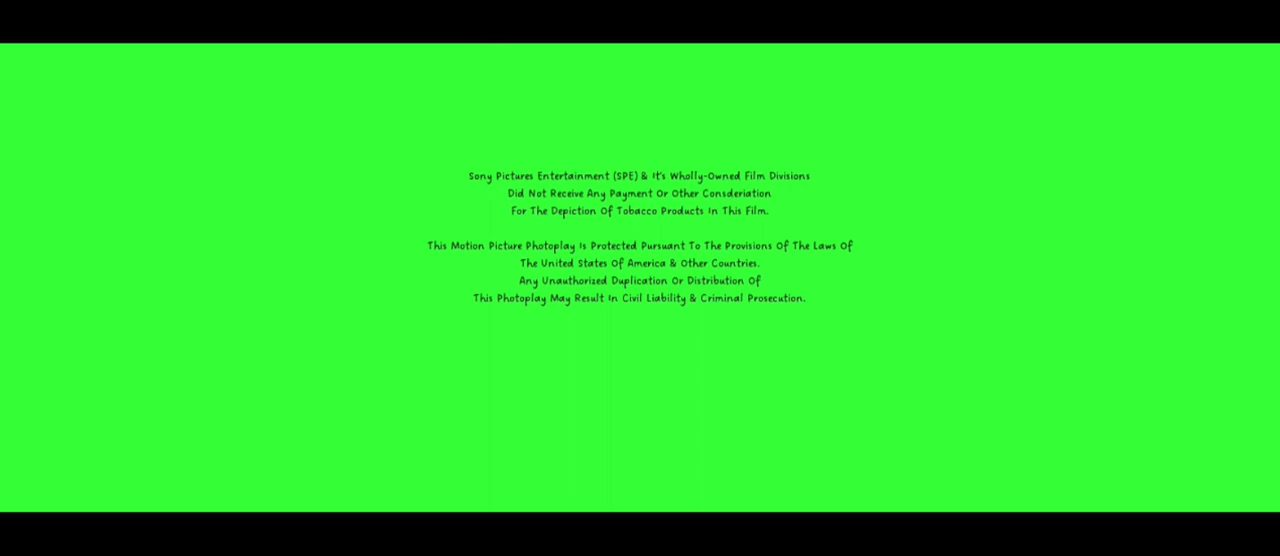 Sony Pictures Entertainment (SPE) & It's Wholly-Owned Film Divisions
Did Not Receive Any Payment Or Other Consderiation
For The Depiction Of Tobacco Products In This Film.
This Motion Picture Photoplay Is Protected Pursuant To The Provisions Of The Laws Of
The United States Of America & Other Countries.
Any Unauthorized Duplication Or Distribution Of
This Photoplay May Result In Civil Liability & Criminal Prosecution.